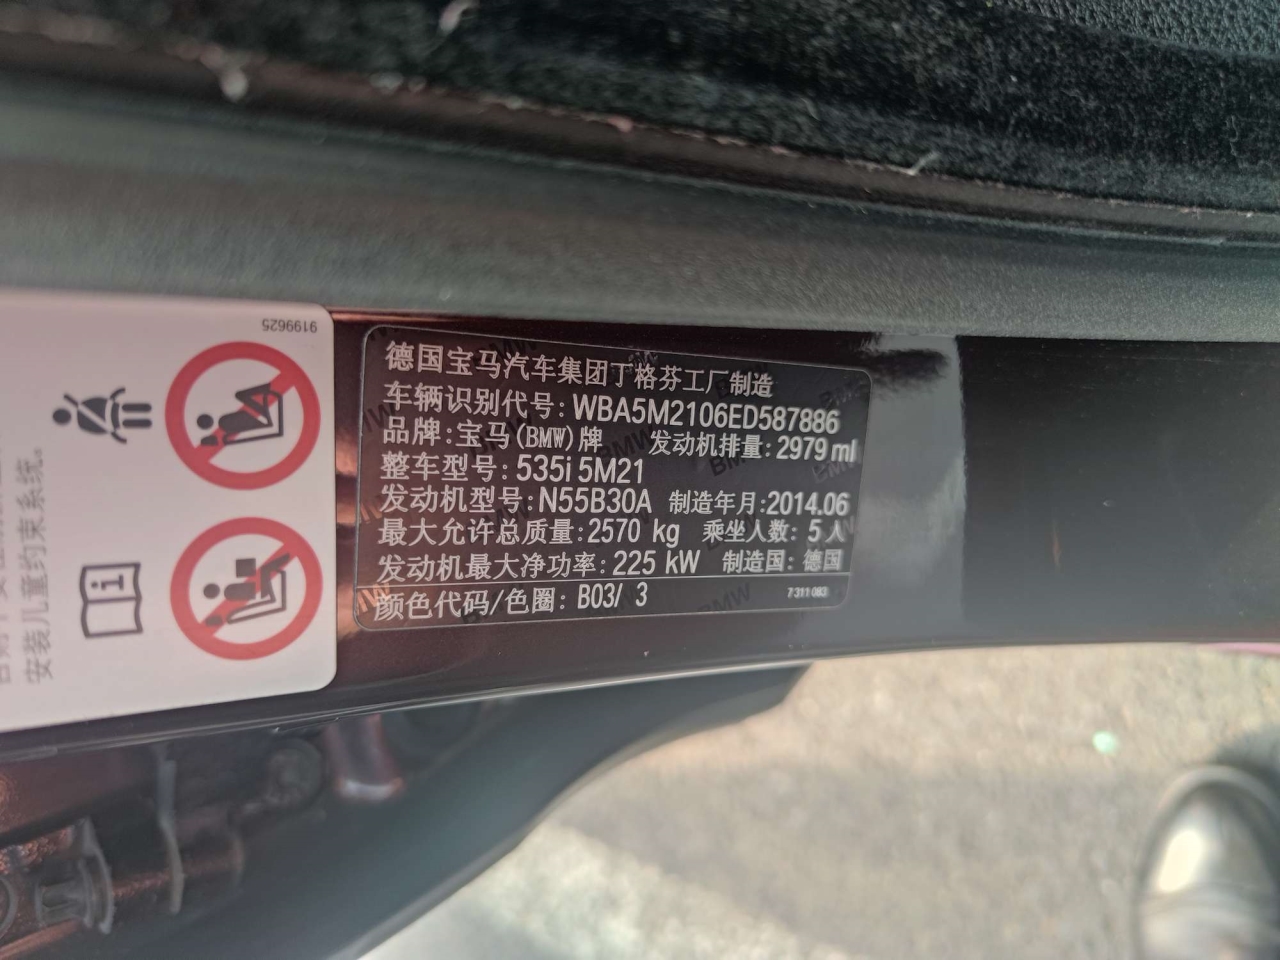 9199625
安装儿童约束系统。
德国宝马汽车集团丁格芬工厂制造
车辆识别代号:WBA5M2106ED587886
品牌:宝马(BMW)牌 发动机排量:2979 ml
整车型号:535i 5M21
发动机型号:N55B30A 制造年月:2014.06
最大允许总质量:2570 kg 乘坐人数: 5人
发动机最大净功率:225 kW 制造国: 德国
颜色代码/色圈: B03/ 3
7 311 083